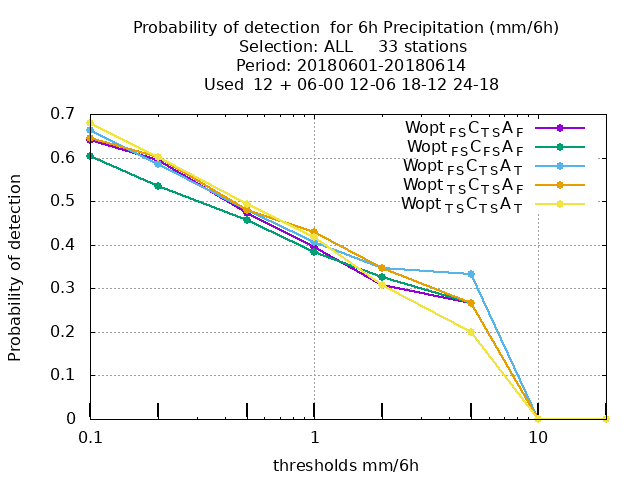 Probability of detection  for 6h Precipitation (mm/6h)
Selection: ALL     33 stations
Period: 20180601-20180614
Used  12 + 06-00 12-06 18-12 24-18
Wopt FS C TS A F
Wopt FS C FS A F
Wopt FS C TS A T
Wopt TS C TS A F
Wopt TS C TS A T
0.7
0.6
0.5
0.4
0.3
0.2
0.1
0
Probability of detection
0.1 1 10
thresholds mm/6h